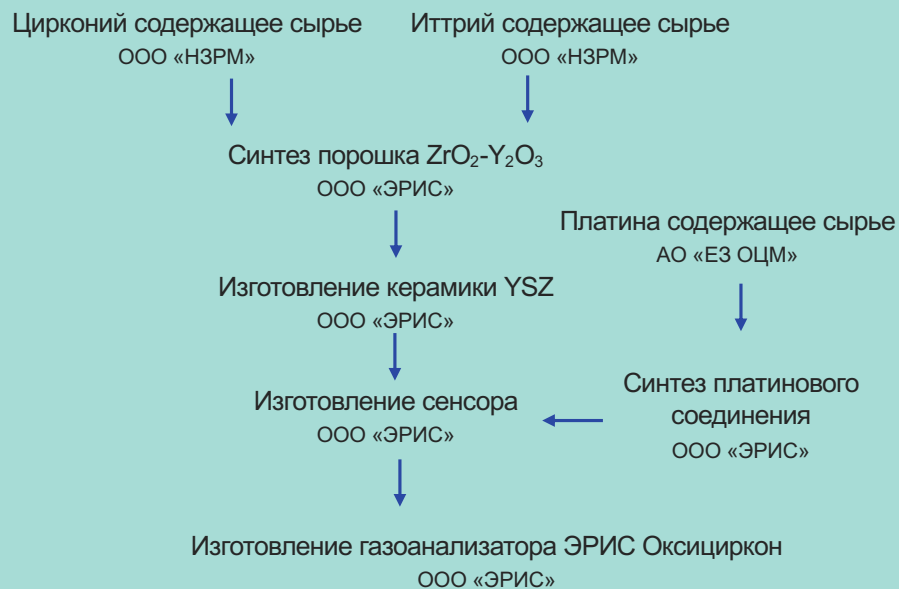 Цирконий содержащее сырье
ООО «НЗРМ»
Иттрий содержащее сырье
ООО «НЗРМ»
Синтез порошка ZrO₂-Y₂O₃
ООО «ЭРИС»
Платина содержащее сырье
АО «ЕЗ ОЦМ»
Изготовление керамики YSZ
ООО «ЭРИС»
Синтез платинового
соединения
ООО «ЭРИС»
Изготовление сенсора
ООО «ЭРИС»
Изготовление газоанализатора ЭРИС Оксициркон
ООО «ЭРИС»